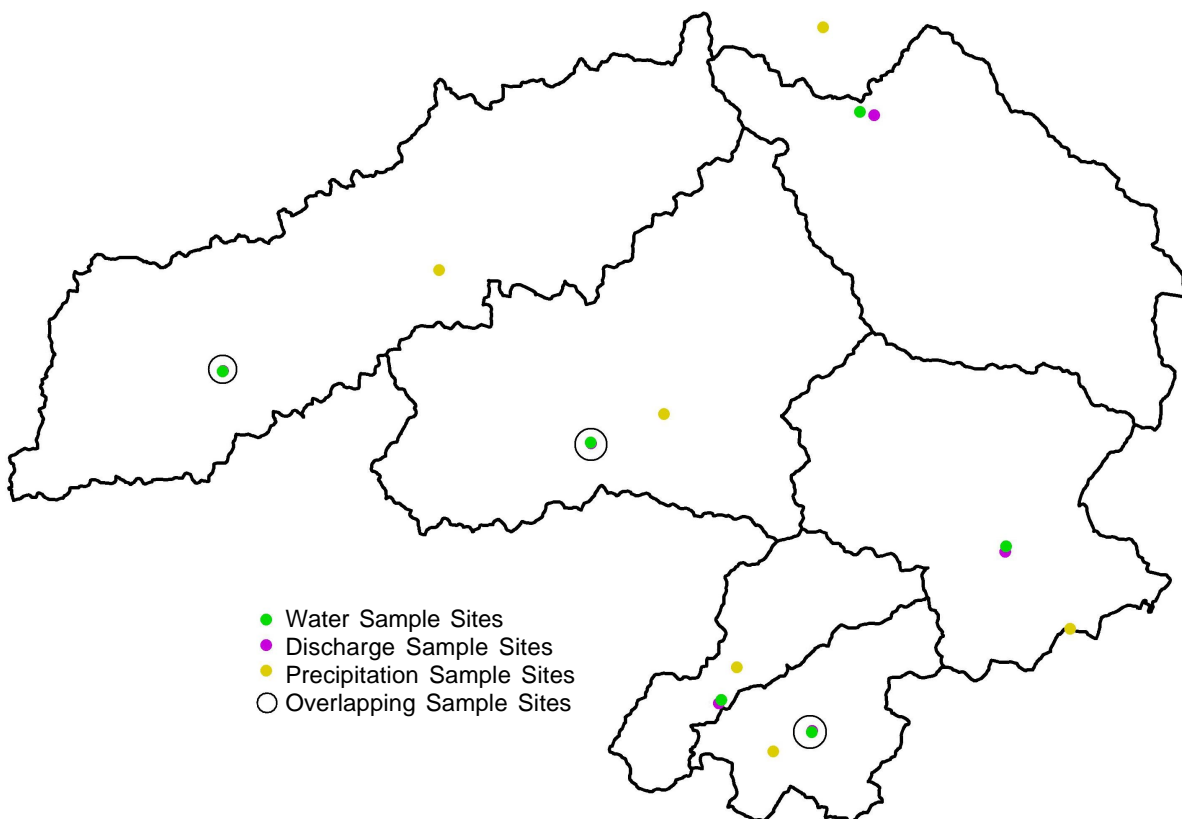 Water Sample Sites
Discharge Sample Sites
Precipitation Sample Sites
Overlapping Sample Sites